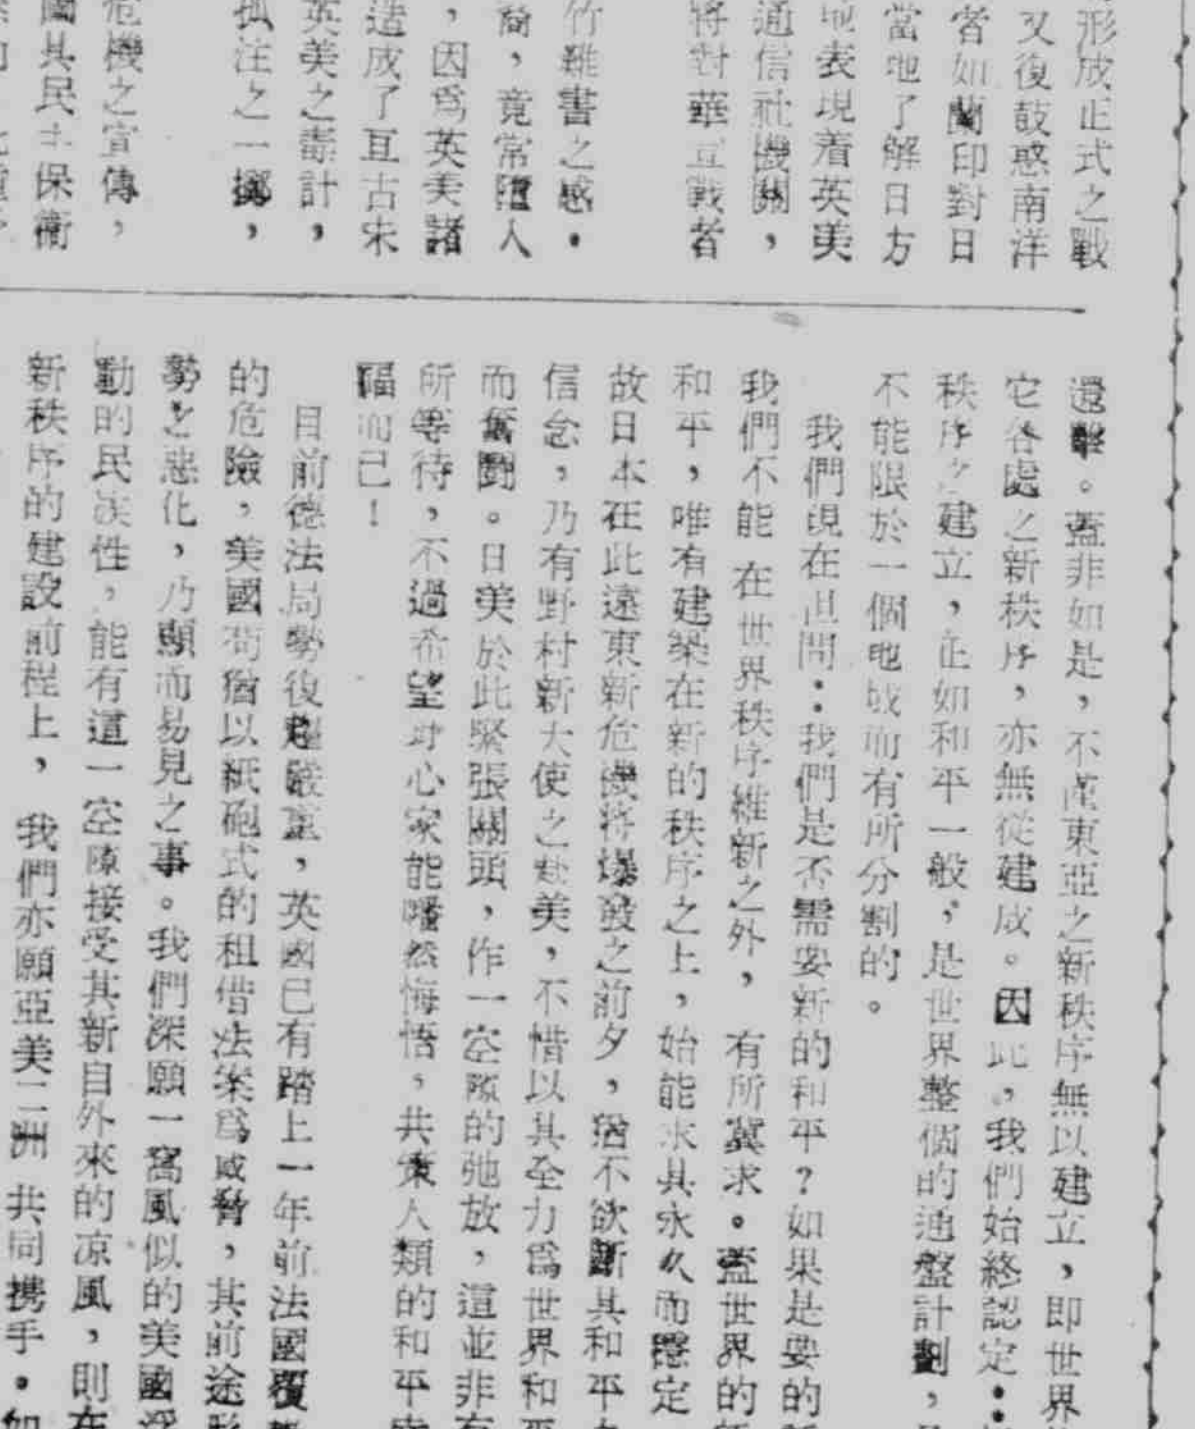 形成正式之戰
又復鼓惑南洋
者如蘭印對日
當地了解日方
地表現着英美
通信社機關，
將對華宣戰者
竹難書之感。
商，竟常墮人
，因爲英美諸
造成了亘古未
英美之毒計，
孤注之一擲，
危機之宣傳，
國其民主保衛
還擊。蓋非如是，不僅東亞之新秩序無以建立，即世界
它各處之新秩序，亦無從建成。因此，我們始終認定：
秩序之建立，正如和平一般，是世界整個的通盤計劃，
不能限於一個地域而有所分割的。
我們現在且問：我們是否需要新的和平？如果是要的
我們不能在世界秩序維新之外，有所冀求。蓋世界的
和平，唯有建築在新的秩序之上，始能求其永久而穩定
故日本在此遠東新危機將爆發之前夕，猶不欲斷其和平
信念，乃有野村新大使之赴美，不惜以其全力爲世界和平
而奮鬪。日美於此緊張關頭，作一空隙的弛放，這並非有
所等待，不過希望野心家能幡然悔悟，共策人類的和平
福而已！
目前德法局勢復趨嚴重，英國已有踏上一年前法國覆
的危險，美國苟猶以紙砲式的租借法案爲威脅，其前途形
勢之惡化，乃顯而易見之事。我們深願一窩風似的美國浮
動的民族性，能有這一空隙接受其新自外來的凉風，則在
新秩序的建設前程上，我們亦願亞美二洲共同携手。如